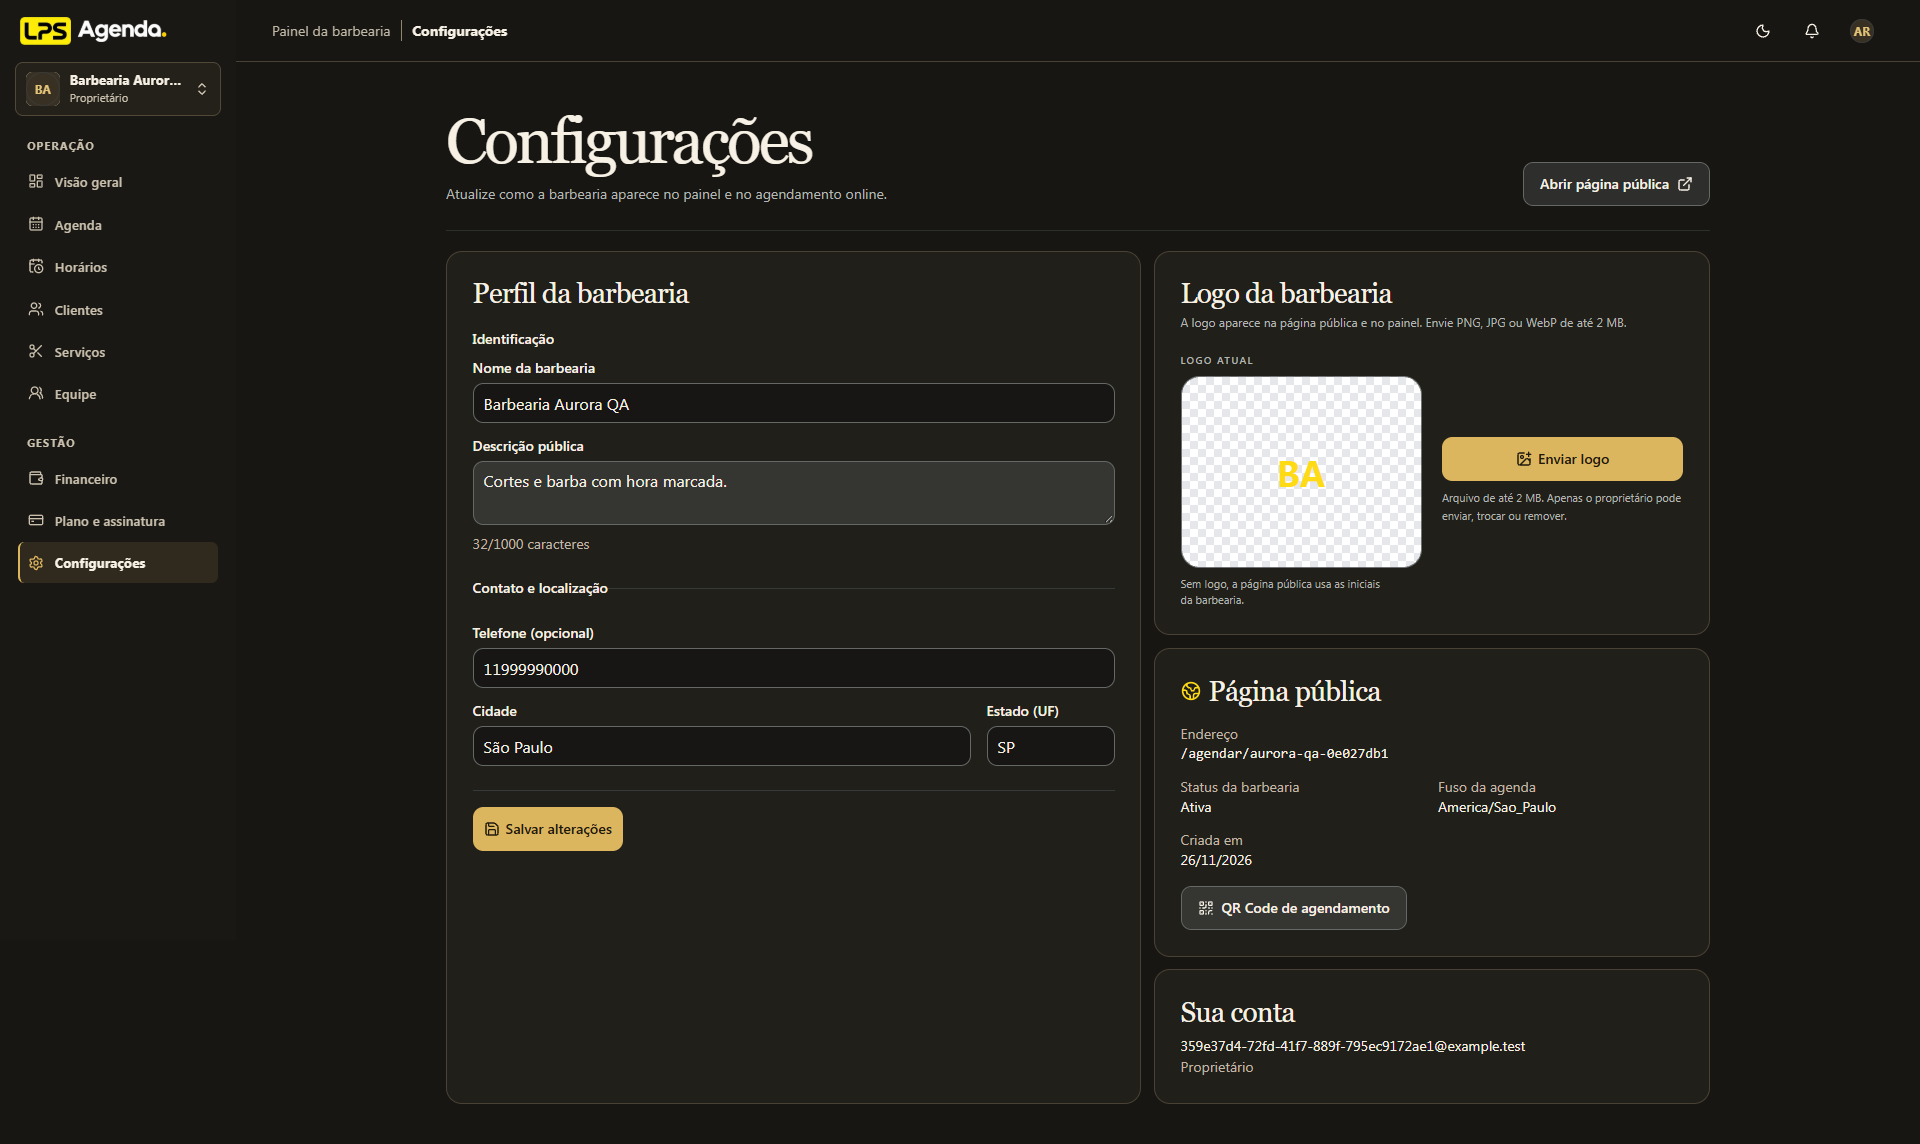 LPS Agenda.
BA
Barbearia Auror...
Proprietário
OPERAÇÃO
Visão geral
Agenda
Horários
Clientes
Serviços
Equipe
GESTÃO
Financeiro
Plano e assinatura
Configurações
Painel da barbearia
Configurações
AR
Configurações
Atualize como a barbearia aparece no painel e no agendamento online.
Abrir página pública
Perfil da barbearia
Identificação
Nome da barbearia
Barbearia Aurora QA
Descrição pública
Cortes e barba com hora marcada.
32/1000 caracteres
Contato e localização
Telefone (opcional)
11999990000
Cidade
Estado (UF)
São Paulo
SP
Salvar alterações
Logo da barbearia
A logo aparece na página pública e no painel. Envie PNG, JPG ou WebP de até 2 MB.
LOGO ATUAL
BA
Enviar logo
Arquivo de até 2 MB. Apenas o proprietário pode
enviar, trocar ou remover.
Sem logo, a página pública usa as iniciais
da barbearia.
Página pública
Endereço
/agendar/aurora-qa-0e027db1
Status da barbearia
Fuso da agenda
Ativa
America/Sao_Paulo
Criada em
26/11/2026
QR Code de agendamento
Sua conta
359e37d4-72fd-41f7-889f-795ec9172ae1@example.test
Proprietário